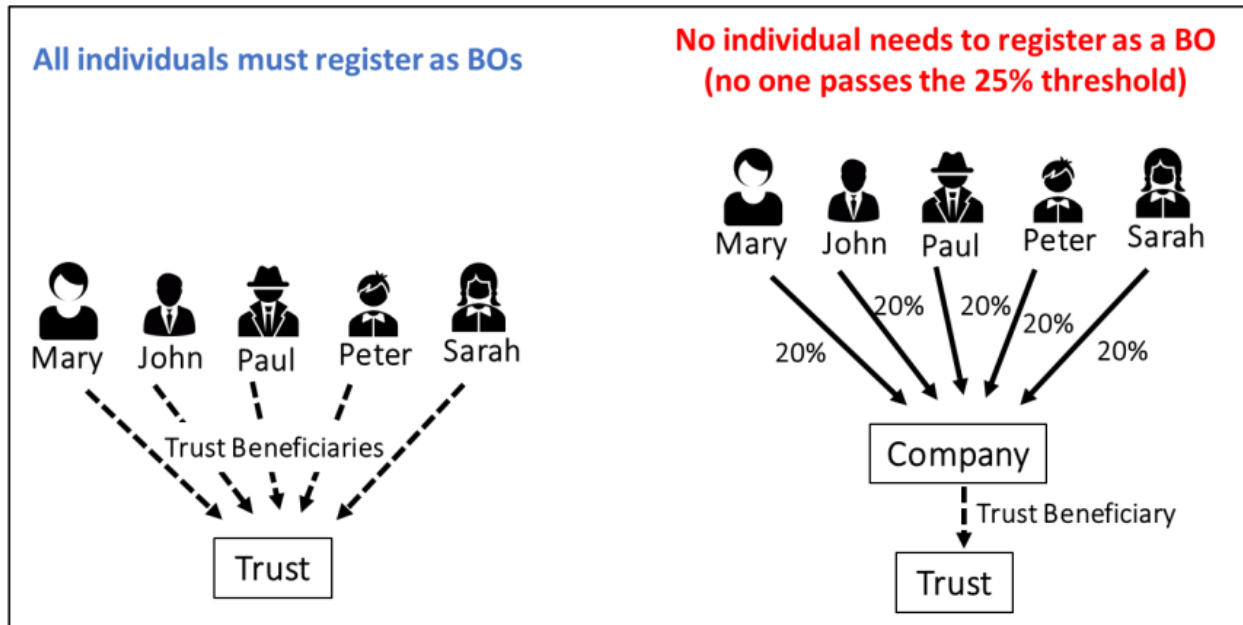 All individuals must register as BOs
Mary John Paul Peter Sarah
Trust Beneficiaries
Trust
No individual needs to register as a BO
(no one passes the 25% threshold)
Mary John Paul Peter Sarah
20% 20% 20% 20% 20%
Company
Trust Beneficiary
Trust